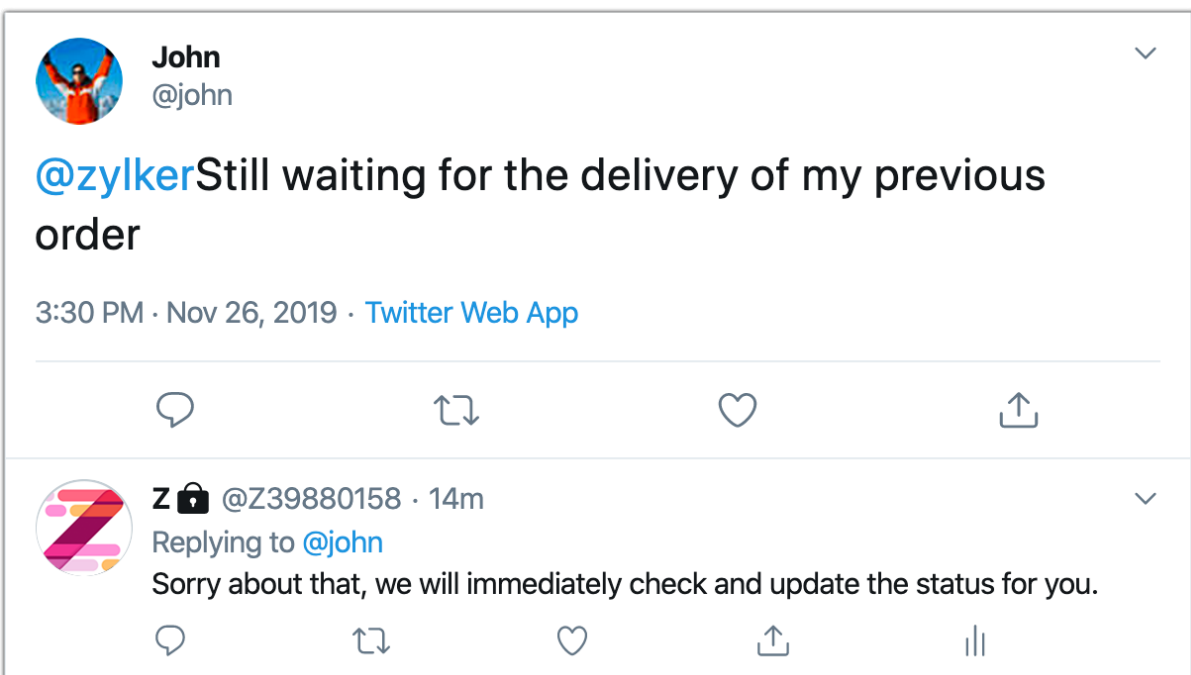 John
@john
@zylkerStill waiting for the delivery of my previous
order
3:30 PM · Nov 26, 2019 · Twitter Web App
Z @Z39880158 · 14m
Replying to @john
Sorry about that, we will immediately check and update the status for you.